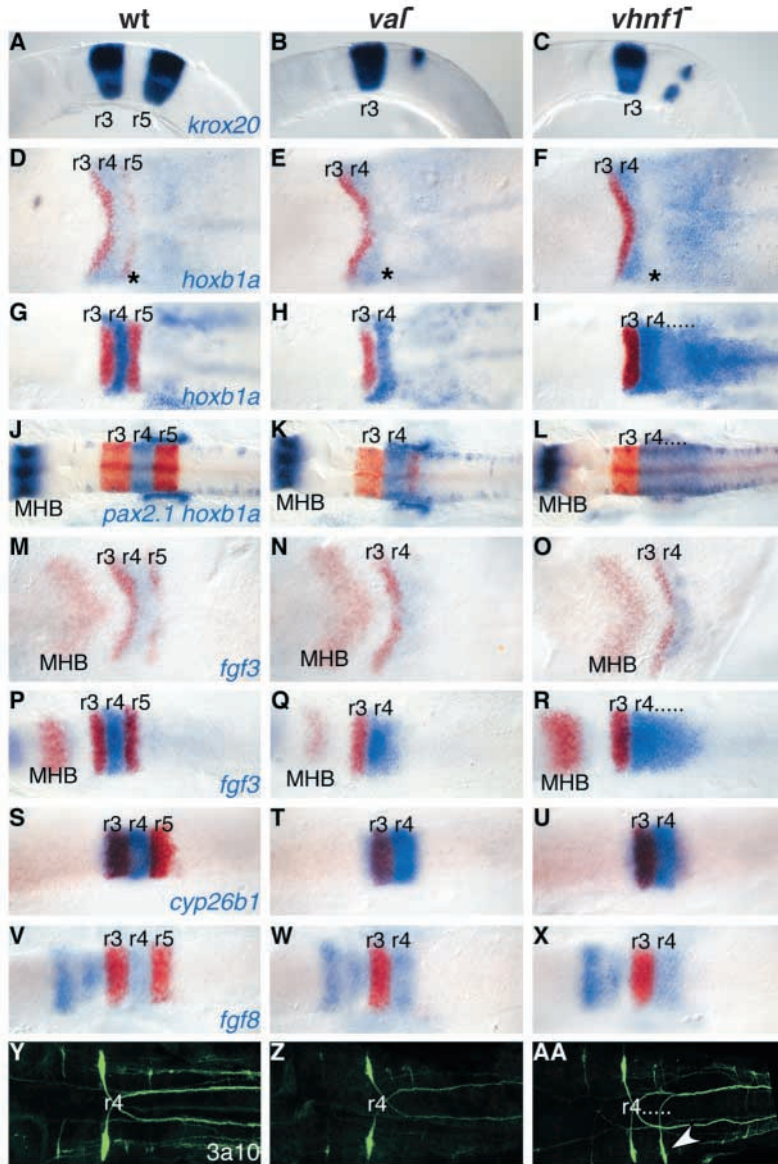 wt val- vhnf1-
A B C
r3 r5 r3 r3
krox20
D E F
r3 r4 r5 r3 r4 r3 r4
* * *
hoxb1a
G H I
r3 r4 r5 r3 r4 r3 r4.....
hoxb1a
J K L
r3 r4 r5 r3 r4 r3 r4....
MHB MHB MHB
pax2.1 hoxb1a
M N O
r3 r4 r5 r3 r4 r3 r4
MHB MHB MHB
fgf3
P Q R
r3 r4 r5 r3 r4 r3 r4.....
MHB MHB MHB
fgf3
S T U
r3 r4 r5 r3 r4 r3 r4
cyp26b1
V W X
r3 r4 r5 r3 r4 r3 r4
fgf8
Y Z AA
r4 r4 r4.....
3a10